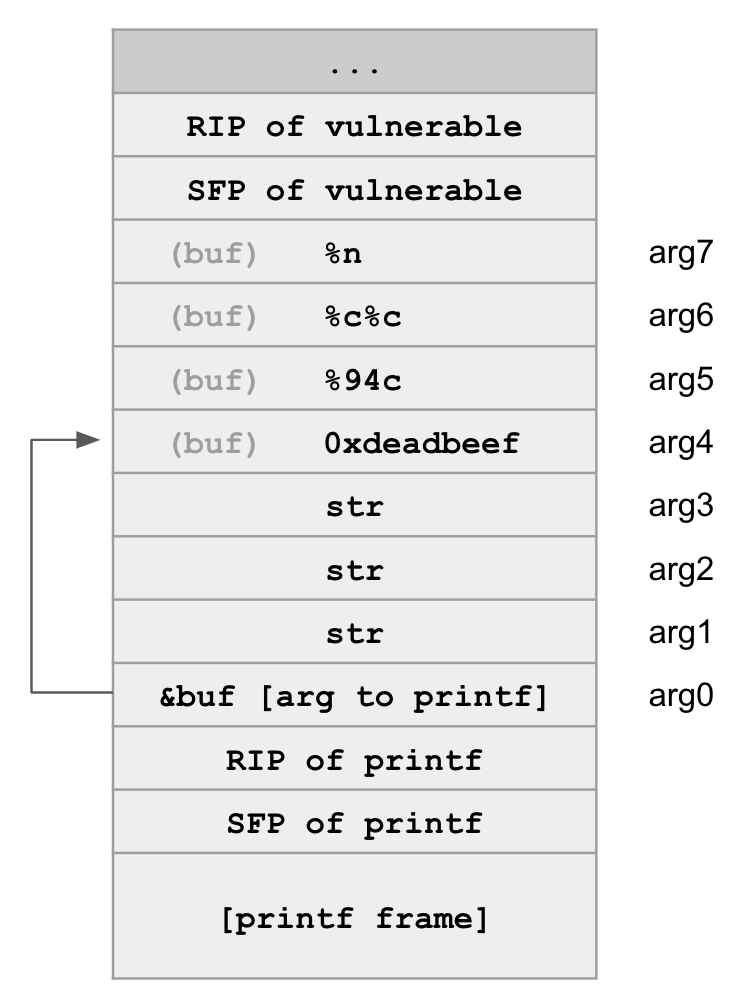 ...
RIP of vulnerable
SFP of vulnerable
(buf) %n arg7
(buf) %c%c arg6
(buf) %94c arg5
(buf) 0xdeadbeef arg4
str arg3
str arg2
str arg1
&buf [arg to printf] arg0
RIP of printf
SFP of printf
[printf frame]